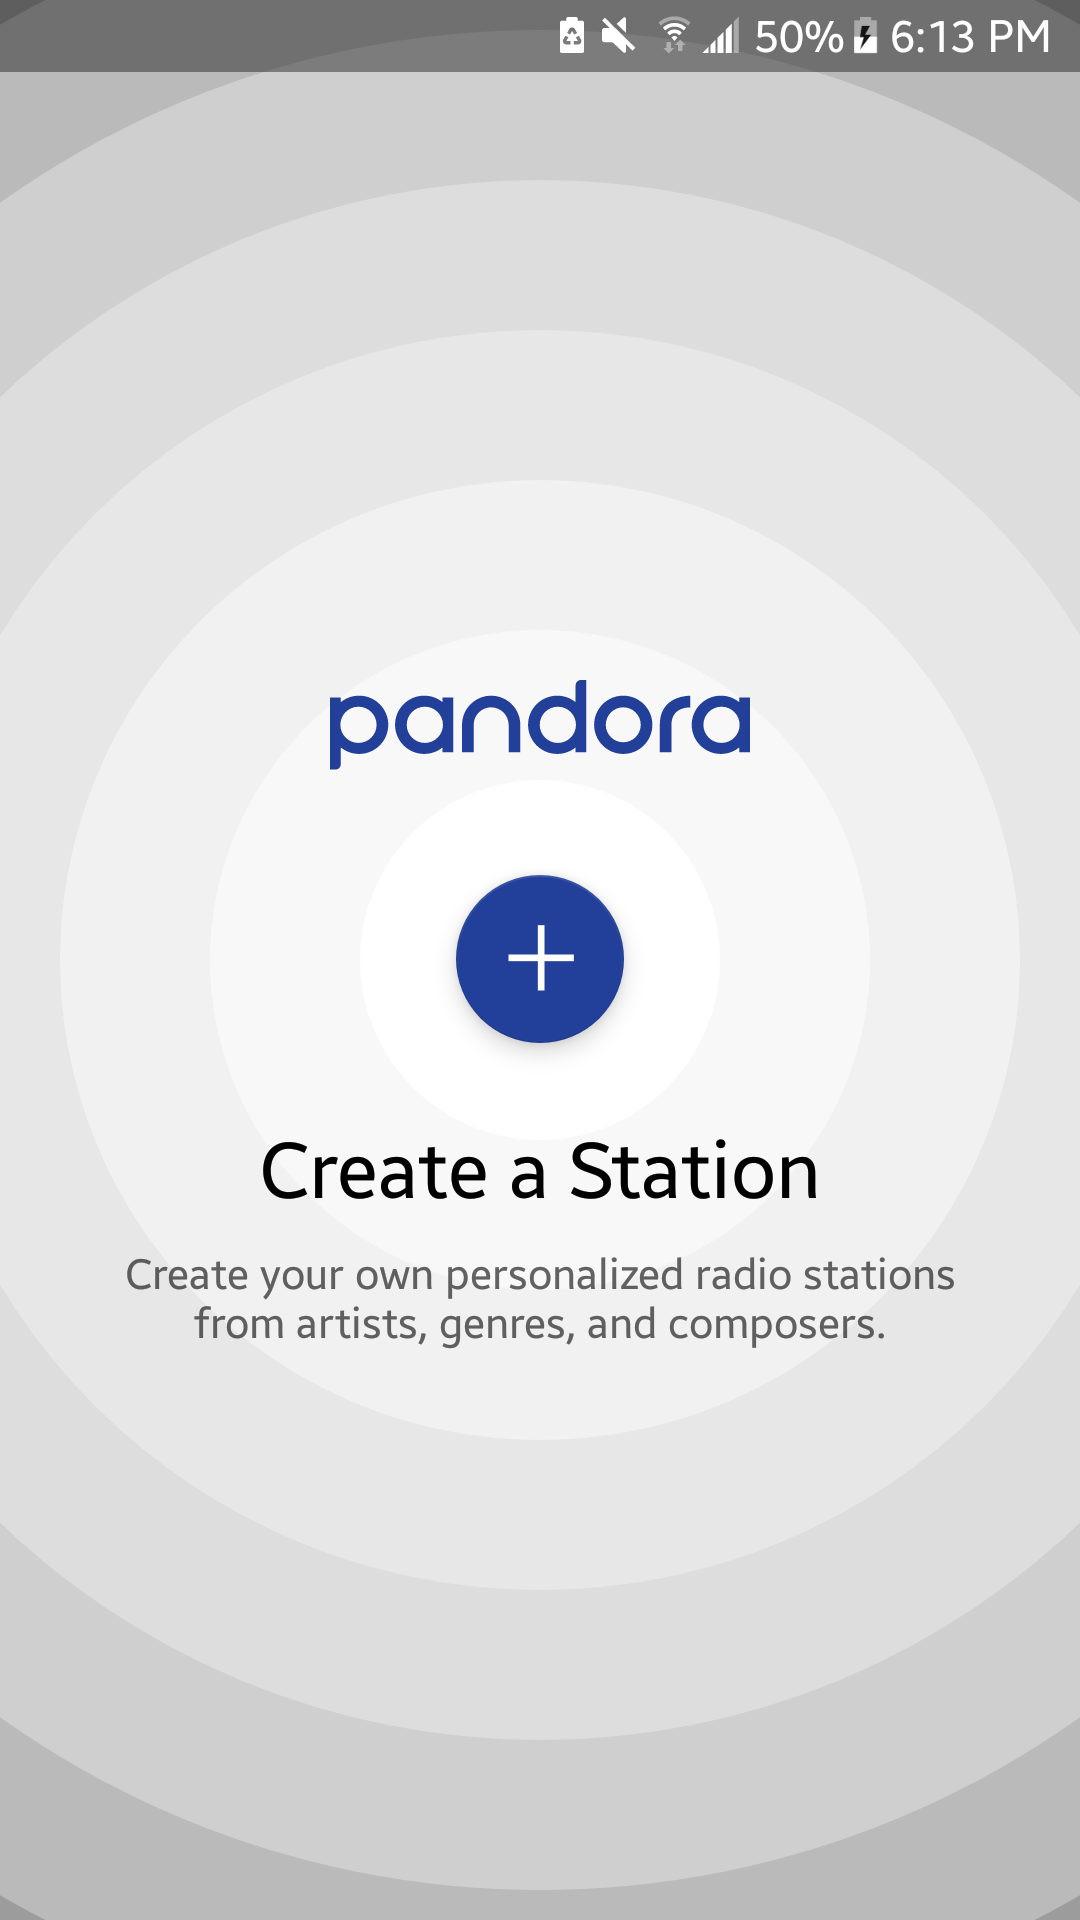 50% 6:13 PM
pandora
Create a Station
Create your own personalized radio stations
from artists, genres, and composers.